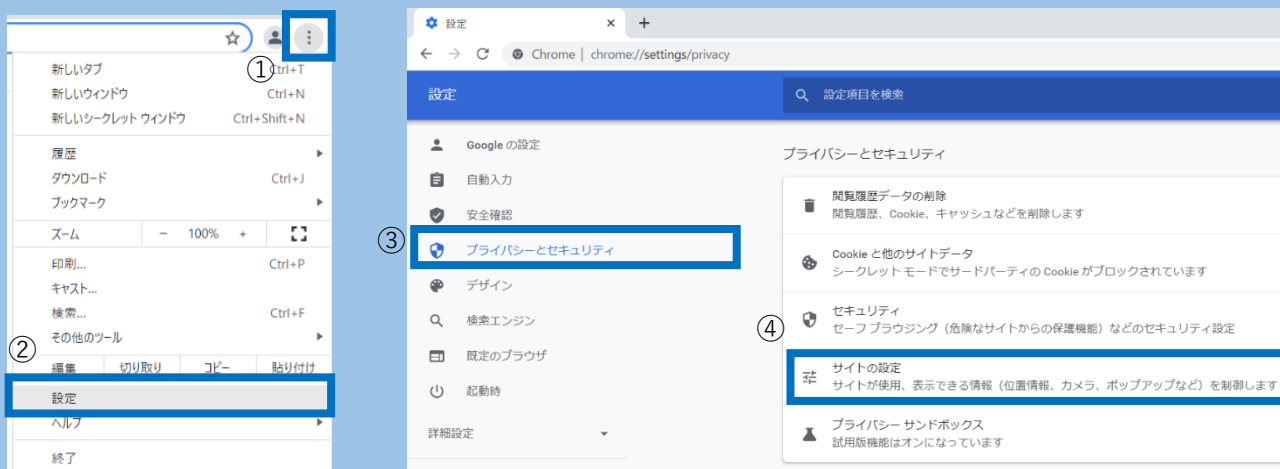 ①
新しいタブ Ctrl+T
新しいウィンドウ Ctrl+N
新しいシークレット ウィンドウ Ctrl+Shift+N
履歴
ダウンロード Ctrl+J
ブックマーク
ズーム － 100% +
印刷... Ctrl+P
キャスト...
検索... Ctrl+F
その他のツール
②
編集 切り取り コピー 貼り付け
設定
ヘルプ
終了
設定 × +
Chrome | chrome://settings/privacy
設定
設定項目を検索
Google の設定
自動入力
安全確認
③
プライバシーとセキュリティ
デザイン
検索エンジン
既定のブラウザ
起動時
詳細設定
プライバシーとセキュリティ
閲覧履歴データの削除
閲覧履歴、Cookie、キャッシュなどを削除します
Cookie と他のサイトデータ
シークレット モードでサードパーティの Cookie がブロックされています
セキュリティ
セーフ ブラウジング（危険なサイトからの保護機能）などのセキュリティ設定
④
サイトの設定
サイトが使用、表示できる情報（位置情報、カメラ、ポップアップなど）を制御します
プライバシー サンドボックス
試用版機能はオンになっています